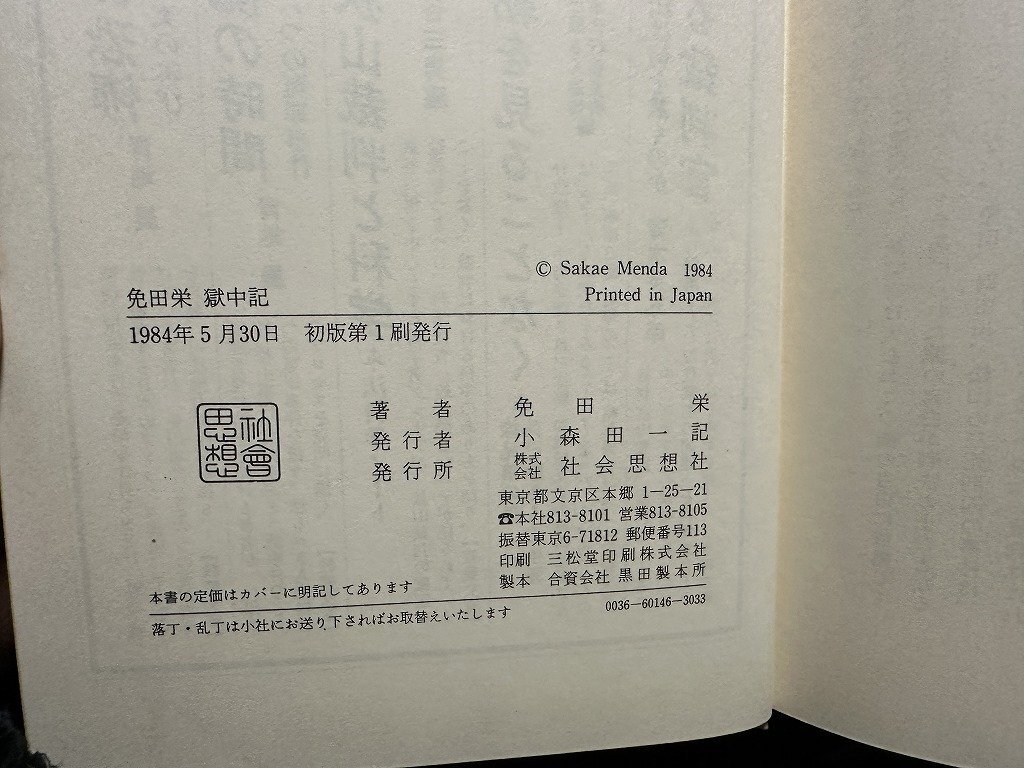 © Sakae Menda 1984
Printed in Japan
免田栄 獄中記
1984年5月30日 初版第1刷発行
社會
思想
著者 免田栄
発行者 小森田一記
発行所 株式会社 社会思想社
東京都文京区本郷 1-25-21
☎本社813-8101 営業813-8105
振替東京6-71812 郵便番号113
印刷 三松堂印刷株式会社
製本 合資会社 黒田製本所
本書の定価はカバーに明記してあります
落丁・乱丁は小社にお送り下さればお取替えいたします
0036-60146-3033